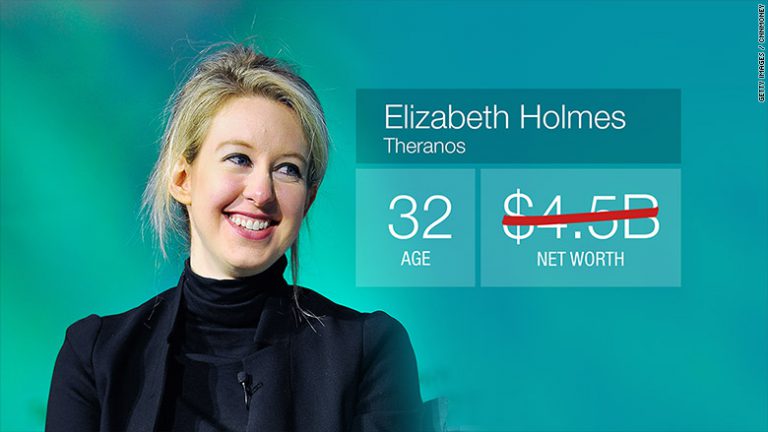 GETTY IMAGES / CNNMONEY
Elizabeth Holmes
Theranos
32
AGE
$4.5B
NET WORTH